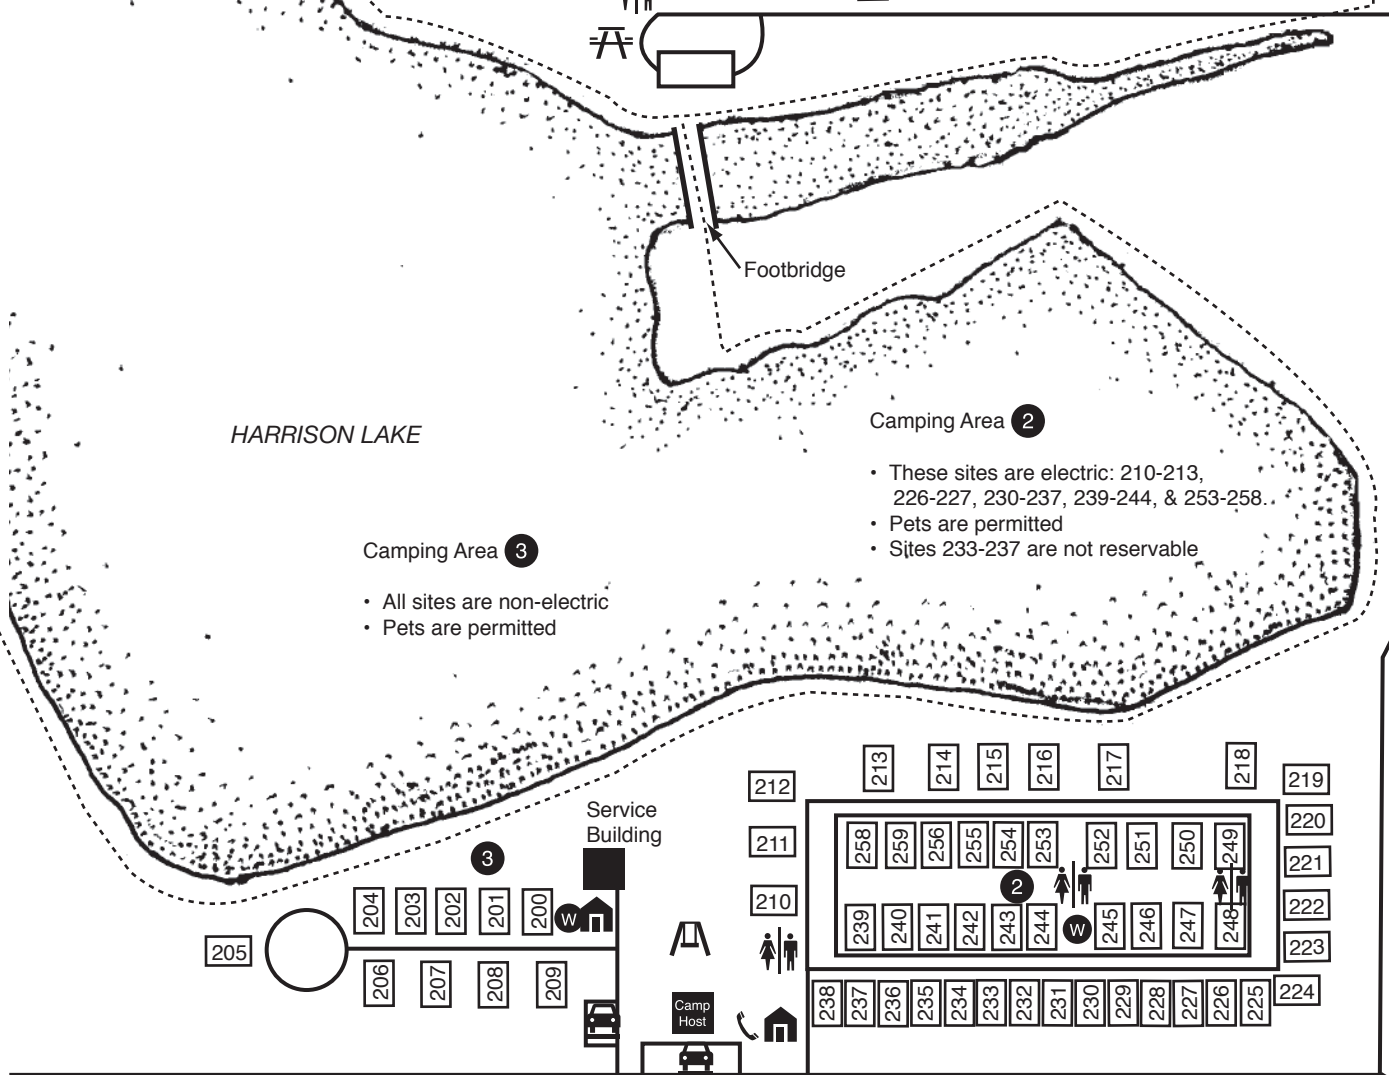 Footbridge
HARRISON LAKE
Camping Area 2
• These sites are electric: 210-213,
226-227, 230-237, 239-244, & 253-258.
• Pets are permitted
• Sites 233-237 are not reservable
Camping Area 3
• All sites are non-electric
• Pets are permitted
213 214 215 216 217 218
212 219
211 220
210 221
222
223
224
258 259 256 255 254 253 252 251 250 249
2
239 240 241 242 243 244 W 245 246 247 248
238 237 236 235 234 233 232 231 230 229 228 227 226 225
Service
Building
3
204 203 202 201 200 W
205
206 207 208 209
Camp
Host